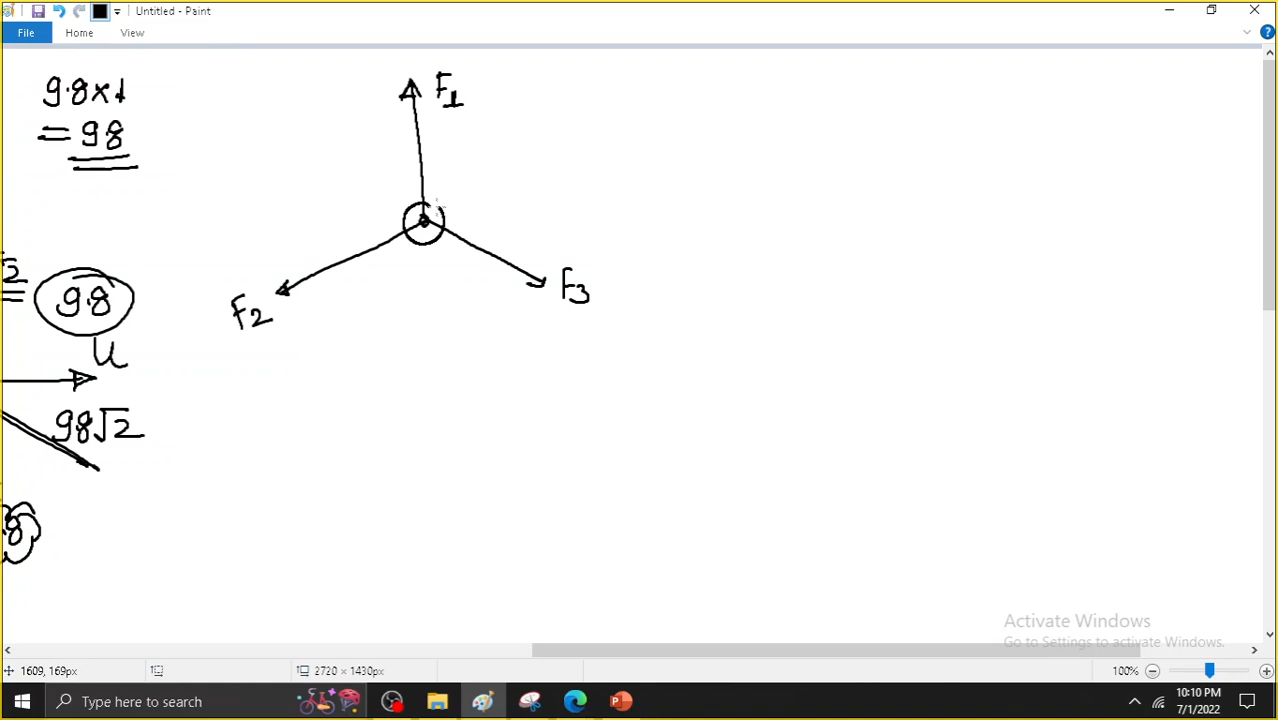 Untitled - Paint
File Home View
9.8×1
= 98
F1
F2
F3
98
U
98√2
Activate Windows
Go to Settings to activate Windows.
1609, 169px
2720 × 1430px
100%
Type here to search
10:10 PM
7/1/2022